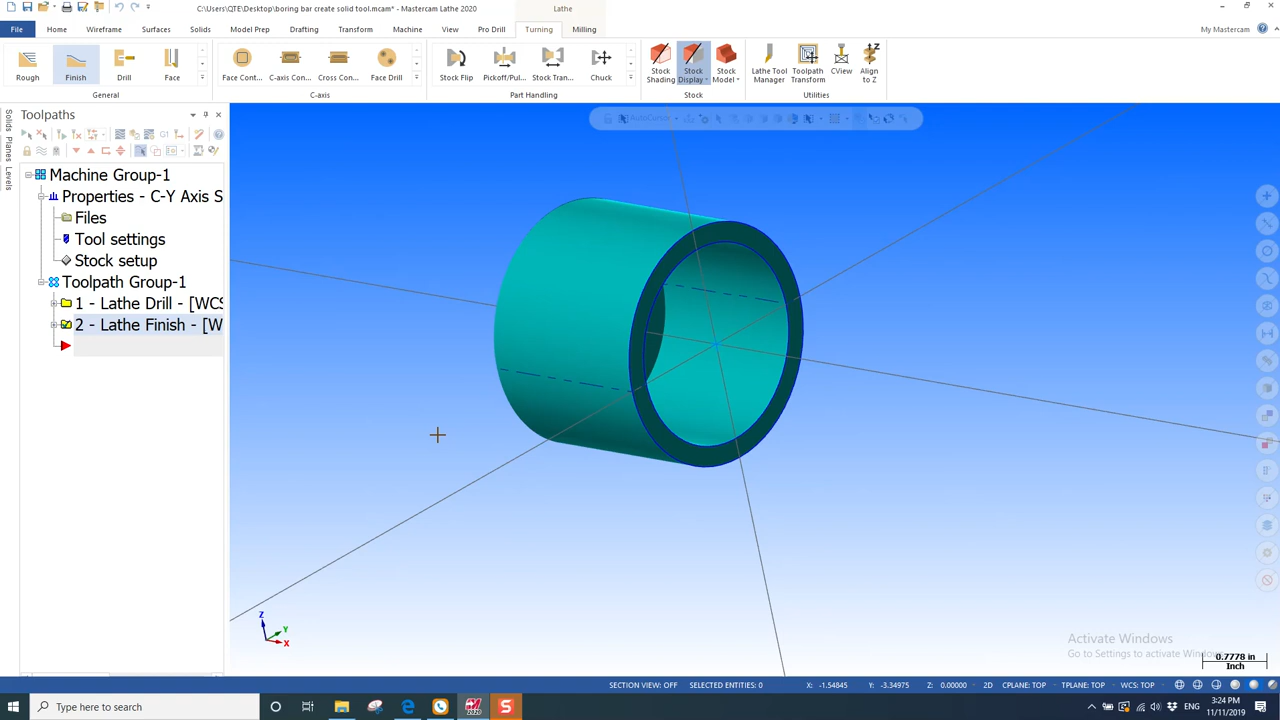 C:\Users\QTE\Desktop\boring bar create solid tool.mcam* - Mastercam Lathe 2020
Lathe
File
Home
Wireframe
Surfaces
Solids
Model Prep
Drafting
Transform
Machine
View
Pro Drill
Turning
Milling
My Mastercam
Rough
Finish
Drill
Face
Face Cont...
C-axis Con...
Cross Con...
Face Drill
Stock Flip
Pickoff/Pul...
Stock Tran...
Chuck
Stock Shading
Stock Display
Stock Model
Lathe Tool Manager
Toolpath Transform
CView
Align to Z
General
C-axis
Part Handling
Stock
Utilities
Toolpaths
Solids
Planes
Levels
AutoCursor
G1
Machine Group-1
Properties - C-Y Axis S
Files
Tool settings
Stock setup
Toolpath Group-1
1 - Lathe Drill - [WCS
2 - Lathe Finish - [W
Z
Y
X
Activate Windows
Go to Settings to activate Windows.
0.7778 in
Inch
SECTION VIEW: OFF
SELECTED ENTITIES: 0
X: -1.54845
Y: -3.34975
Z: 0.00000
2D
CPLANE: TOP
TPLANE: TOP
WCS: TOP
Type here to search
ENG
3:24 PM
11/11/2019